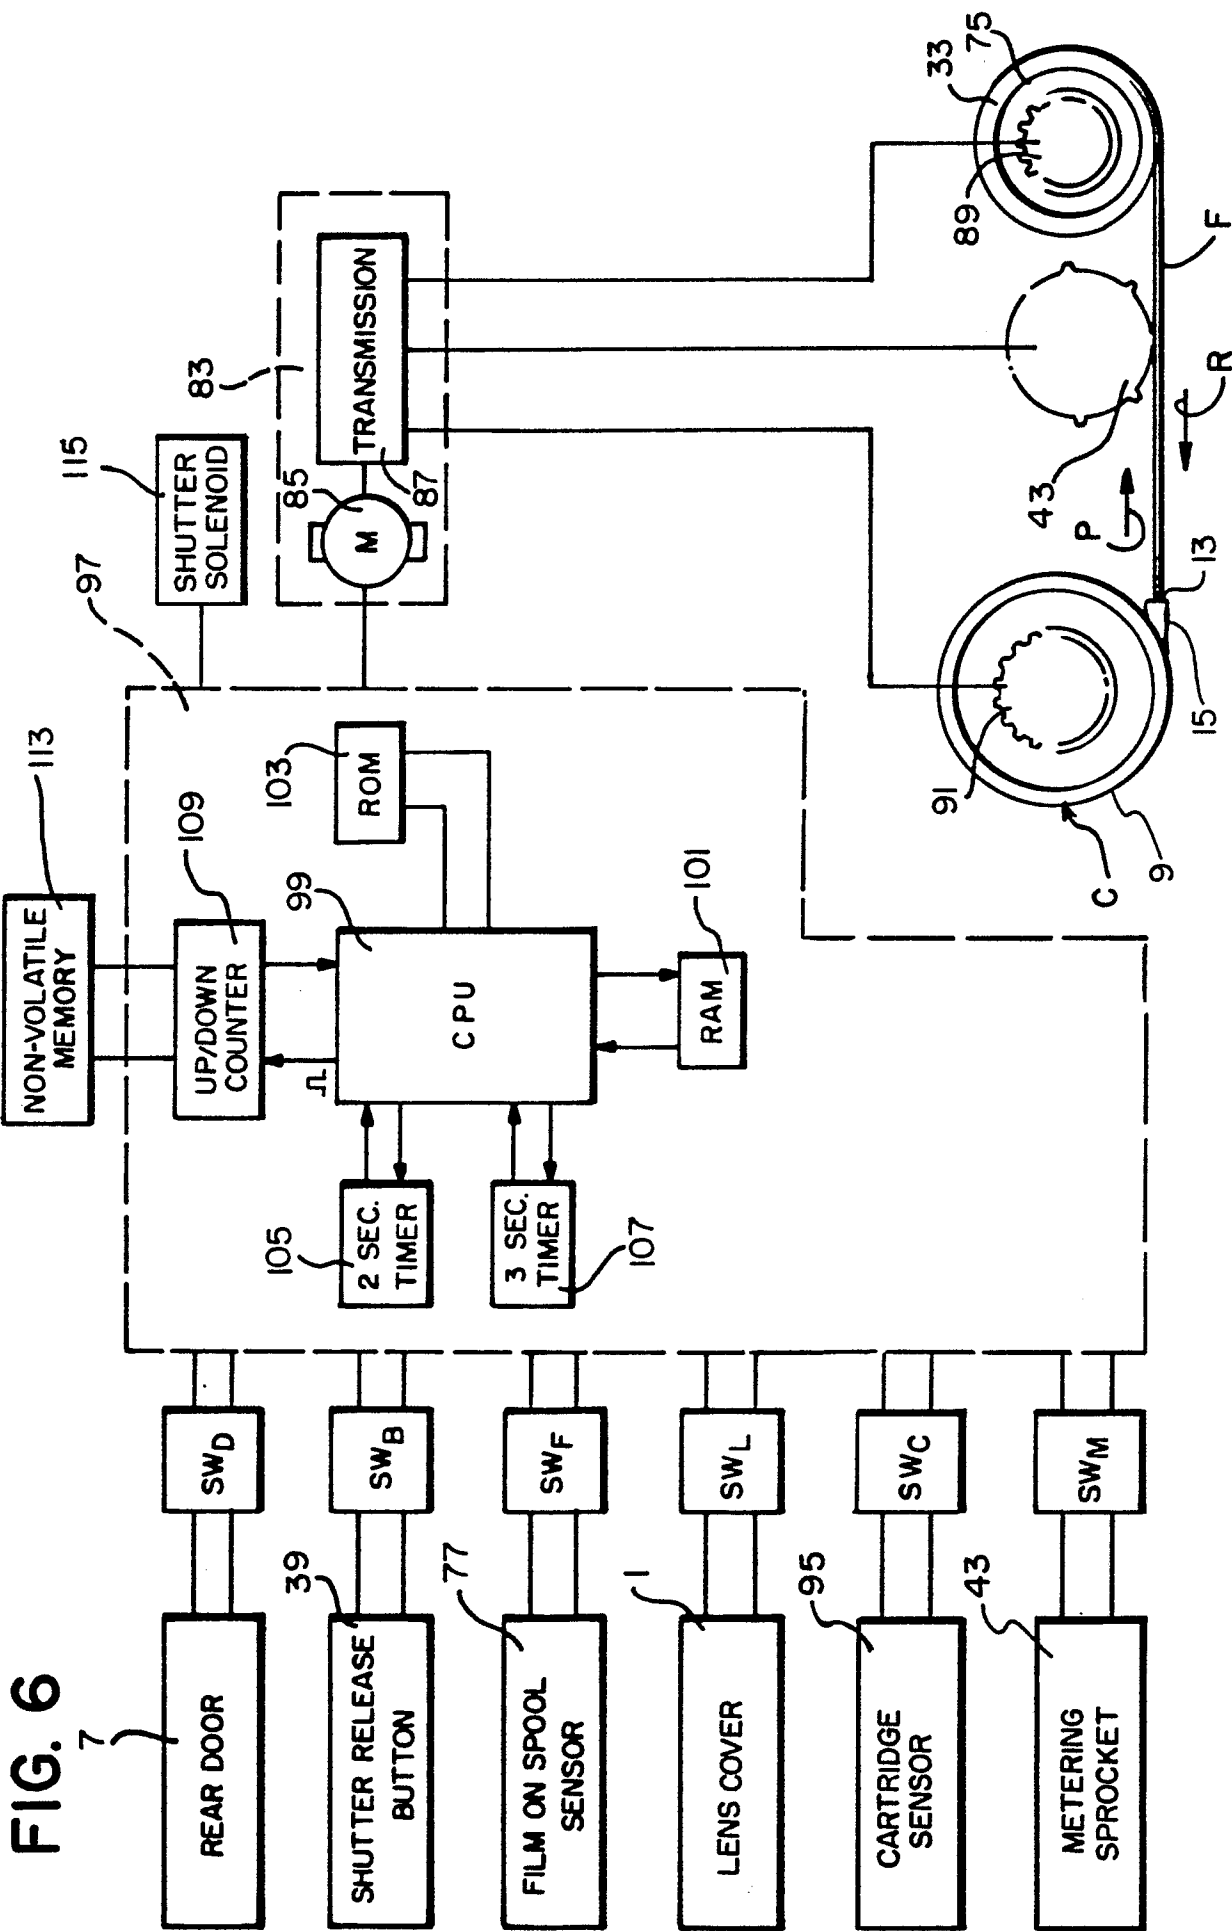 FIG. 6
7
REAR DOOR
SWD
39
SHUTTER RELEASE
BUTTON
SWB
77
FILM ON SPOOL
SENSOR
SWF
1
LENS COVER
SWL
95
CARTRIDGE
SENSOR
SWC
43
METERING
SPROCKET
SWM
113
NON-VOLATILE
MEMORY
109
UP/DOWN
COUNTER
97
105
2 SEC.
TIMER
107
3 SEC.
TIMER
99
CPU
103
ROM
101
RAM
115
SHUTTER
SOLENOID
83
85
M
87
TRANSMISSION
91
C
9
15
13
P
R
43
F
89
33
75